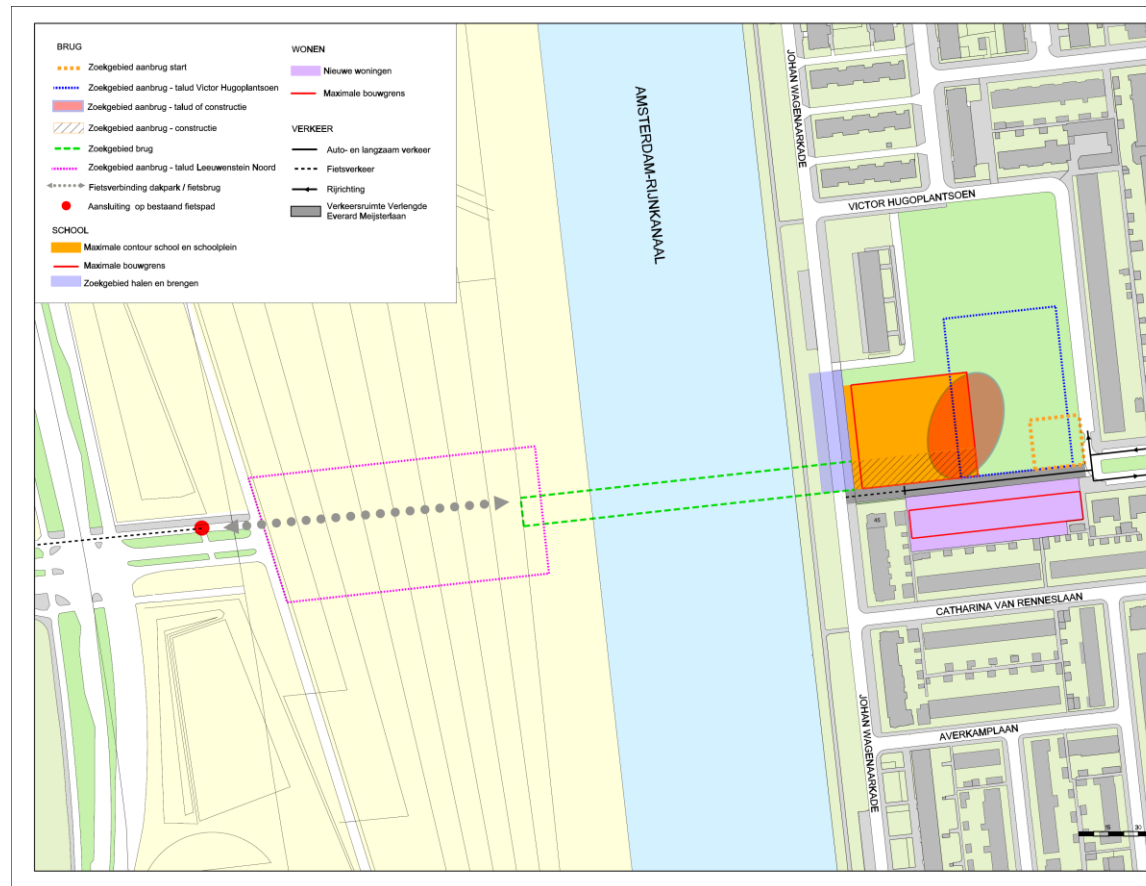 BRUG
Zoekgebied aanbrug start
Zoekgebied aanbrug - talud Victor Hugoplantsoen
Zoekgebied aanbrug - talud of constructie
Zoekgebied aanbrug - constructie
Zoekgebied brug
Zoekgebied aanbrug - talud Leeuwenstein Noord
Fietsverbinding dakpark / fietsbrug
Aansluiting op bestaand fietspad
SCHOOL
Maximale contour school en schoolplein
Maximale bouwgrens
Zoekgebied halen en brengen
WONEN
Nieuwe woningen
Maximale bouwgrens
VERKEER
Auto- en langzaam verkeer
Fietsverkeer
Rijrichting
Verkeersruimte Verlengde
Everard Meijsterlaan
AMSTERDAM-RIJNKANAAL
JOHAN WAGENAARKADE
VICTOR HUGOPLANTSOEN
45
CATHARINA VAN RENNESLAAN
JOHAN WAGENAARKADE
AVERKAMPLAAN
15 30